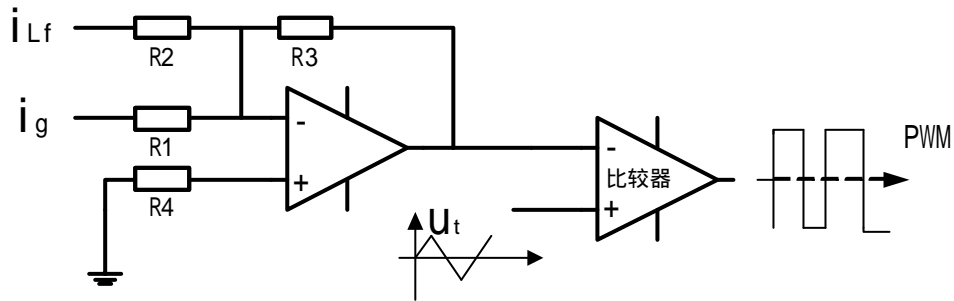 iLf
R2
R3
ig
R1
-
+
R4
-
比较器
+
ut
PWM